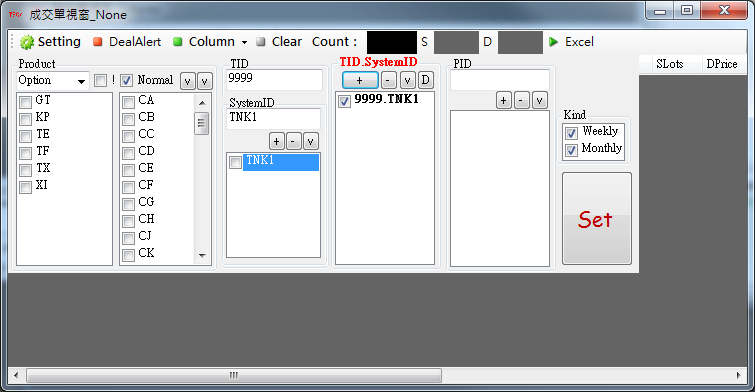 成交單視窗_None
Setting DealAlert Column Clear Count : S D Excel
SLots DPrice
Product
Option ! Normal v v
GT
KP
TE
TF
TX
XI
CA
CB
CC
CD
CE
CF
CG
CH
CJ
CK
TID
9999
SystemID
TNK1
+ - v
TNK1
TID.SystemID
+ - v D
9999.TNK1
PID
+ - v
Kind
Weekly
Monthly
Set